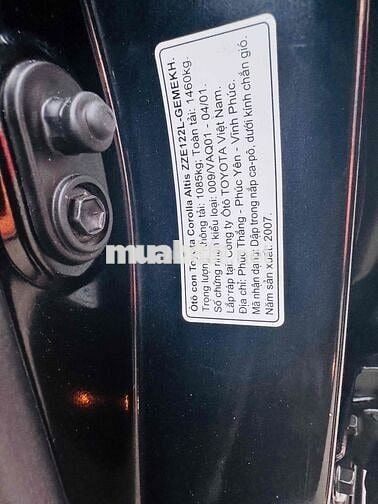 Ôtô con Toyota Corolla Altis ZZE122L-GEMEKH.
Trọng lượng không tải: 1085kg; Toàn tải: 1460kg.
Số chứng nhận kiểu loại: 009/VAQ01 - 04/01.
Lắp ráp tại: Công ty Ôtô TOYOTA Việt Nam.
Địa chỉ: Phúc Thắng - Phúc Yên - Vĩnh Phúc.
Mã nhận dạng: Dập trong nắp ca-pô, dưới kính chắn gió.
Năm sản xuất: 2007.